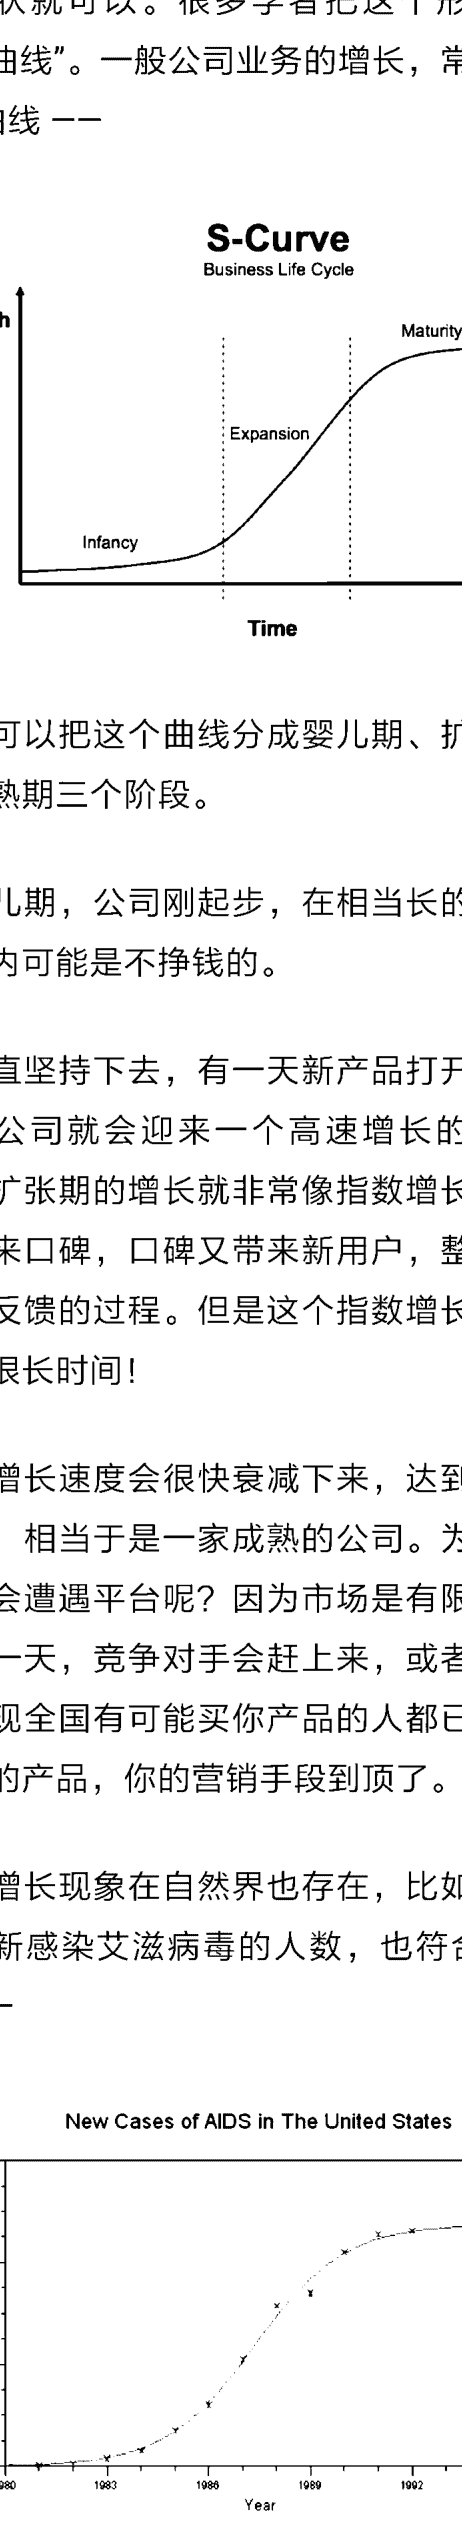 状就可以。很多学者把这个形
曲线”。一般公司业务的增长，常
曲线 ——
S-Curve
Business Life Cycle
h
Maturity
Expansion
Infancy
Time
可以把这个曲线分成婴儿期、扩
熟期三个阶段。
儿期，公司刚起步，在相当长的
内可能是不挣钱的。
直坚持下去，有一天新产品打开
公司就会迎来一个高速增长的
扩张期的增长就非常像指数增长
来口碑，口碑又带来新用户，整
反馈的过程。但是这个指数增长
很长时间！
增长速度会很快衰减下来，达到
，相当于是一家成熟的公司。为
会遭遇平台呢？因为市场是有限
一天，竞争对手会赶上来，或者
现全国有可能买你产品的人都已
的产品，你的营销手段到顶了。
增长现象在自然界也存在，比如
新感染艾滋病毒的人数，也符合
—
New Cases of AIDS in The United States
980 1983 1986 1989 1992
Year